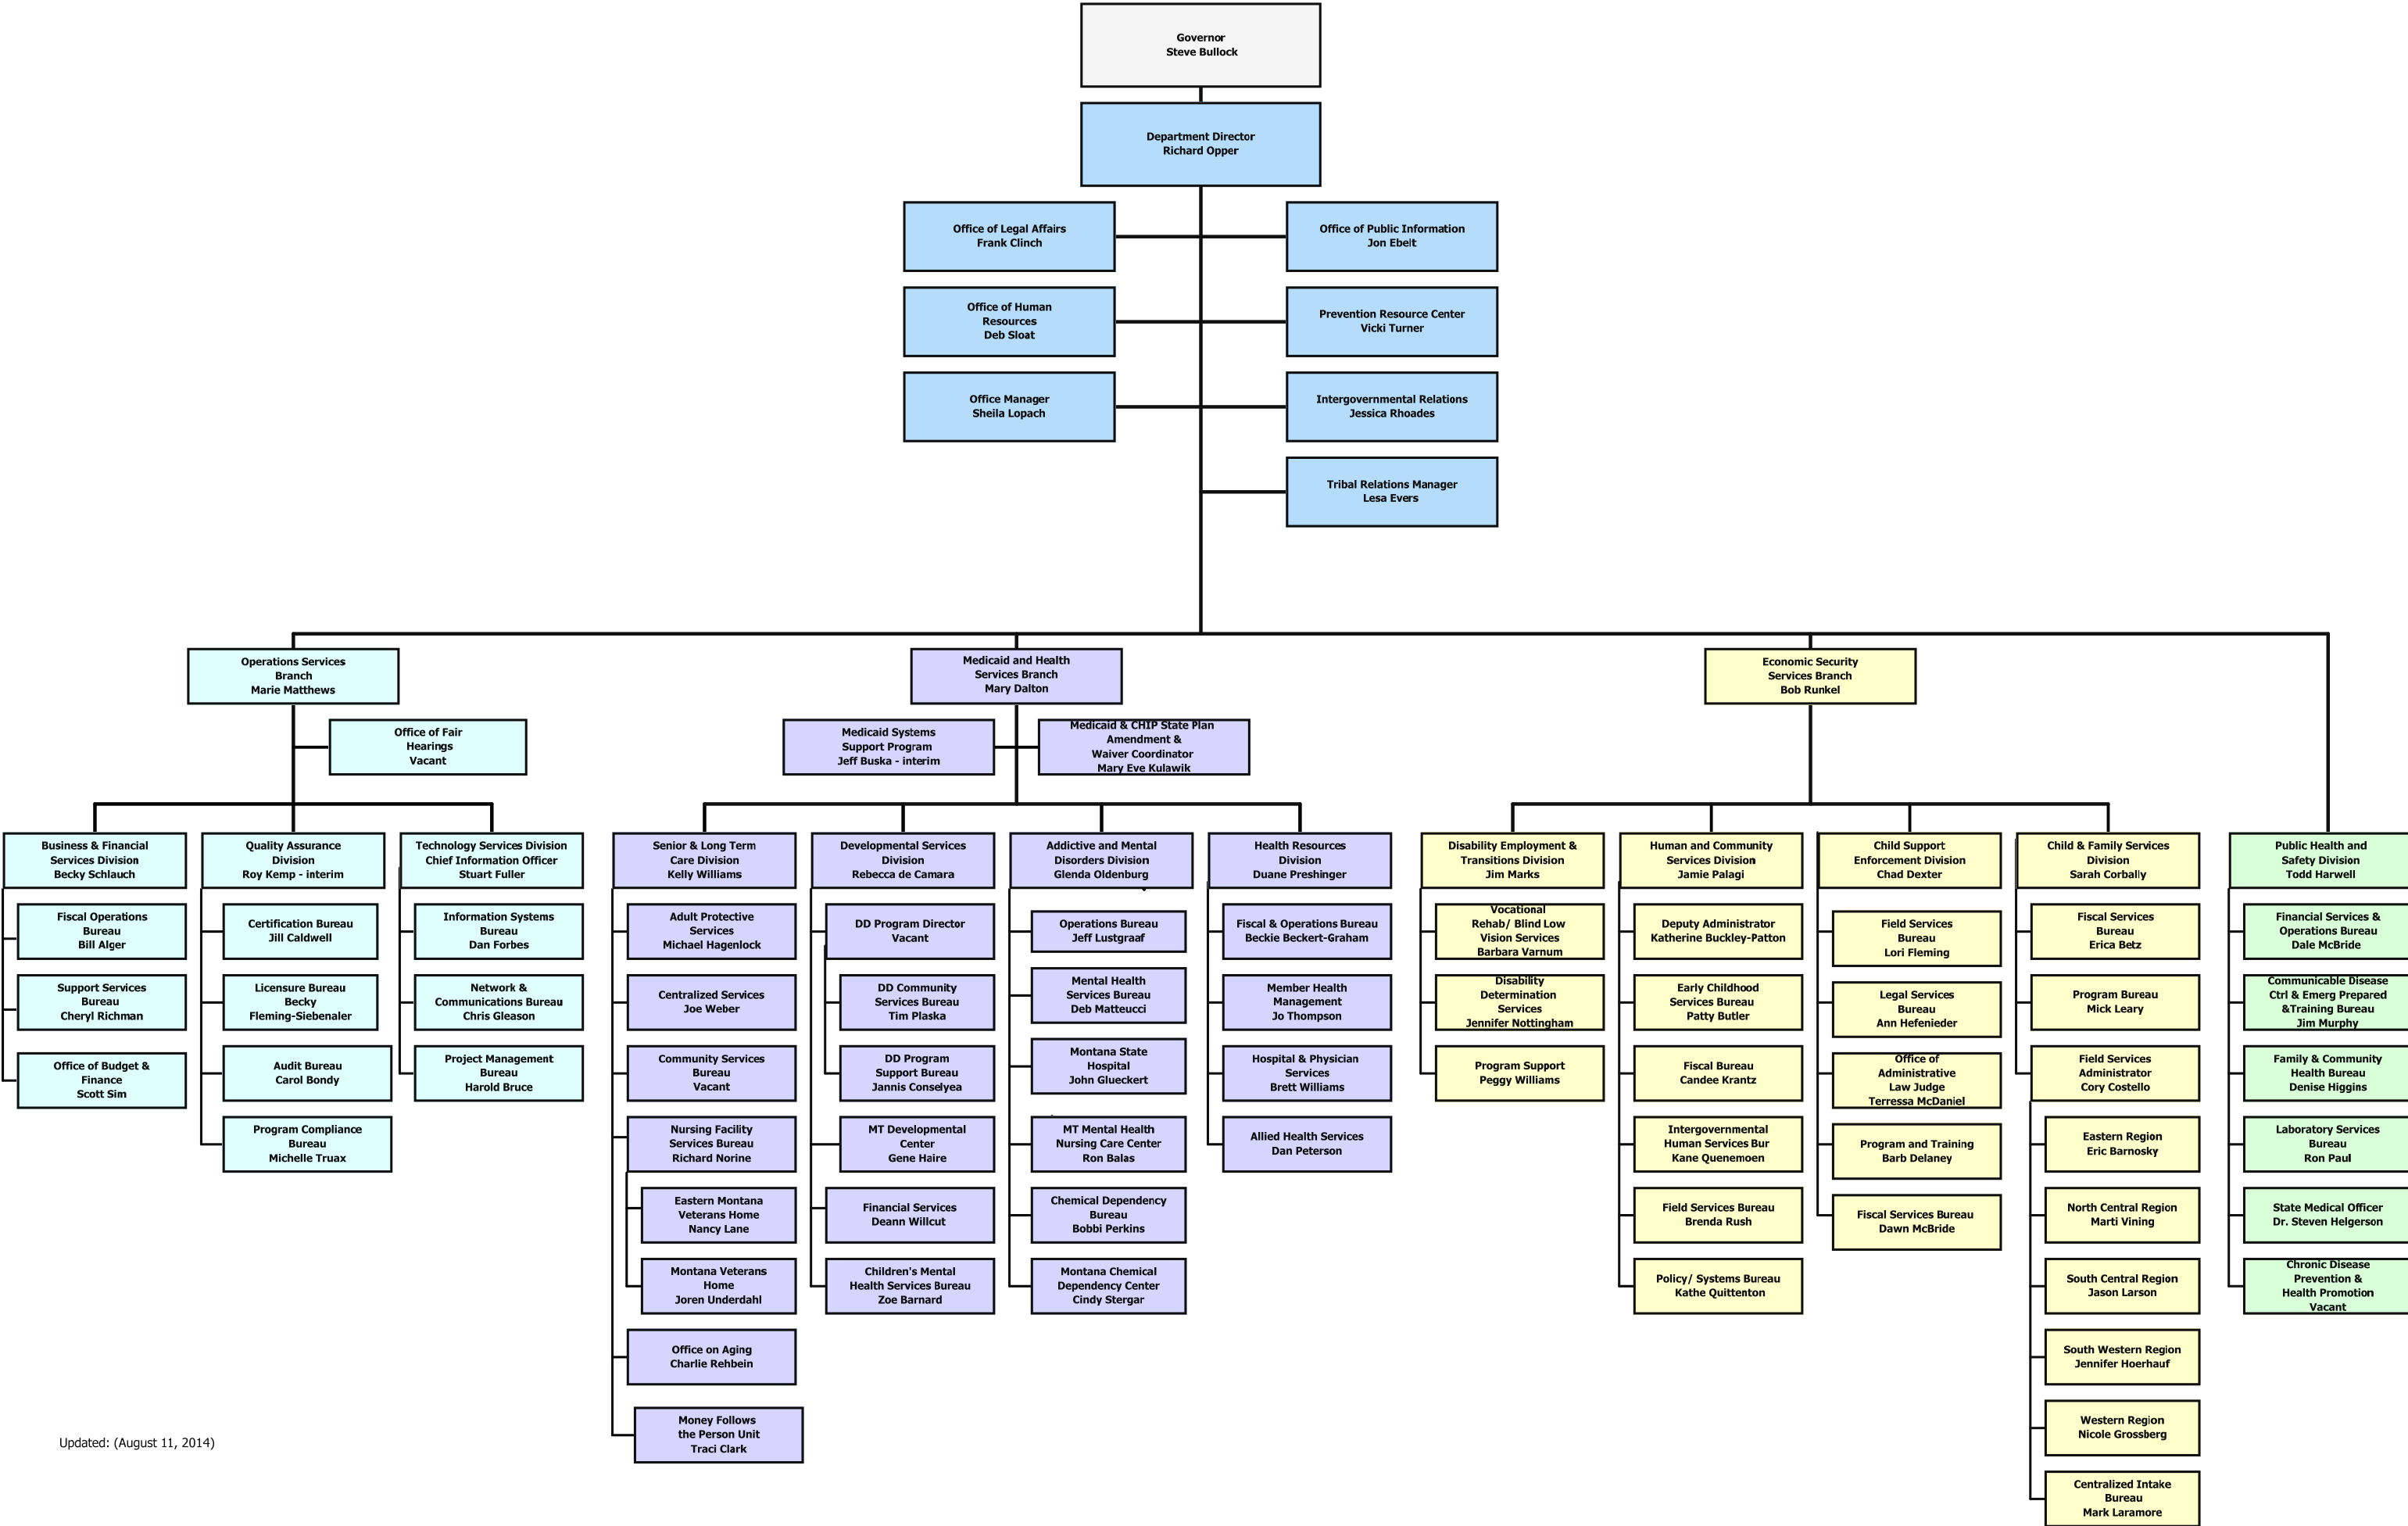 Governor
Steve Bullock
Department Director
Richard Opper
Office of Legal Affairs
Frank Clinch
Office of Public Information
Jon Ebelt
Office of Human
Resources
Deb Sloat
Prevention Resource Center
Vicki Turner
Office Manager
Sheila Lopach
Intergovernmental Relations
Jessica Rhoades
Tribal Relations Manager
Lesa Evers
Operations Services
Branch
Marie Matthews
Office of Fair
Hearings
Vacant
Business & Financial
Services Division
Becky Schlauch
Fiscal Operations
Bureau
Bill Alger
Support Services
Bureau
Cheryl Richman
Office of Budget &
Finance
Scott Sim
Quality Assurance
Division
Roy Kemp - interim
Certification Bureau
Jill Caldwell
Licensure Bureau
Becky
Fleming-Siebenaler
Audit Bureau
Carol Bondy
Program Compliance
Bureau
Michelle Truax
Technology Services Division
Chief Information Officer
Stuart Fuller
Information Systems
Bureau
Dan Forbes
Network &
Communications Bureau
Chris Gleason
Project Management
Bureau
Harold Bruce
Medicaid and Health
Services Branch
Mary Dalton
Medicaid Systems
Support Program
Jeff Buska - interim
Medicaid & CHIP State Plan
Amendment &
Waiver Coordinator
Mary Eve Kulawik
Senior & Long Term
Care Division
Kelly Williams
Adult Protective
Services
Michael Hagenlock
Centralized Services
Joe Weber
Community Services
Bureau
Vacant
Nursing Facility
Services Bureau
Richard Norine
Eastern Montana
Veterans Home
Nancy Lane
Montana Veterans
Home
Joren Underdahl
Office on Aging
Charlie Rehbein
Money Follows
the Person Unit
Traci Clark
Developmental Services
Division
Rebecca de Camara
DD Program Director
Vacant
DD Community
Services Bureau
Tim Plaska
DD Program
Support Bureau
Jannis Conselyea
MT Developmental
Center
Gene Haire
Financial Services
Deann Willcut
Children's Mental
Health Services Bureau
Zoe Barnard
Addictive and Mental
Disorders Division
Glenda Oldenburg
Operations Bureau
Jeff Lustgraaf
Mental Health
Services Bureau
Deb Matteucci
Montana State
Hospital
John Glueckert
MT Mental Health
Nursing Care Center
Ron Balas
Chemical Dependency
Bureau
Bobbi Perkins
Montana Chemical
Dependency Center
Cindy Stergar
Health Resources
Division
Duane Preshinger
Fiscal & Operations Bureau
Beckie Beckert-Graham
Member Health
Management
Jo Thompson
Hospital & Physician
Services
Brett Williams
Allied Health Services
Dan Peterson
Economic Security
Services Branch
Bob Runkel
Disability Employment &
Transitions Division
Jim Marks
Vocational
Rehab/ Blind Low
Vision Services
Barbara Varnum
Disability
Determination
Services
Jennifer Nottingham
Program Support
Peggy Williams
Human and Community
Services Division
Jamie Palagi
Deputy Administrator
Katherine Buckley-Patton
Early Childhood
Services Bureau
Patty Butler
Fiscal Bureau
Candee Krantz
Intergovernmental
Human Services Bur
Kane Quenemoen
Field Services Bureau
Brenda Rush
Policy/ Systems Bureau
Kathe Quittenton
Child Support
Enforcement Division
Chad Dexter
Field Services
Bureau
Lori Fleming
Legal Services
Bureau
Ann Hefenieder
Office of
Administrative
Law Judge
Terressa McDaniel
Program and Training
Barb Delaney
Fiscal Services Bureau
Dawn McBride
Child & Family Services
Division
Sarah Corbally
Fiscal Services
Bureau
Erica Betz
Program Bureau
Mick Leary
Field Services
Administrator
Cory Costello
Eastern Region
Eric Barnosky
North Central Region
Marti Vining
South Central Region
Jason Larson
South Western Region
Jennifer Hoerhauf
Western Region
Nicole Grossberg
Centralized Intake
Bureau
Mark Laramore
Public Health and
Safety Division
Todd Harwell
Financial Services &
Operations Bureau
Dale McBride
Communicable Disease
Ctrl & Emerg Prepared
&Training Bureau
Jim Murphy
Family & Community
Health Bureau
Denise Higgins
Laboratory Services
Bureau
Ron Paul
State Medical Officer
Dr. Steven Helgerson
Chronic Disease
Prevention &
Health Promotion
Vacant
Updated: (August 11, 2014)